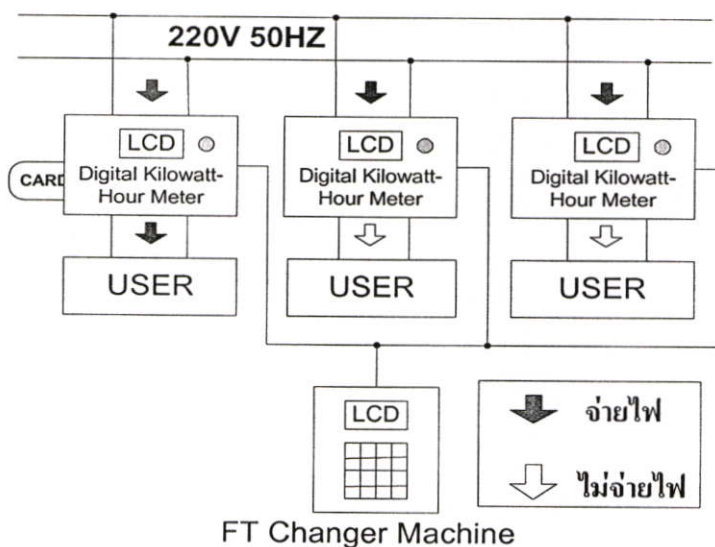 220V 50HZ
LCD
Digital Kilowatt-
Hour Meter
CARD
USER
LCD
Digital Kilowatt-
Hour Meter
USER
LCD
Digital Kilowatt-
Hour Meter
USER
LCD
FT Changer Machine
จ่ายไฟ
ไม่จ่ายไฟ